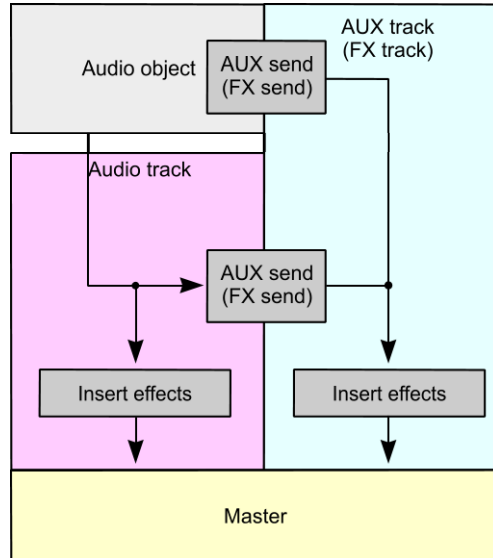 AUX track
(FX track)
Audio object
AUX send
(FX send)
Audio track
AUX send
(FX send)
Insert effects
Insert effects
Master